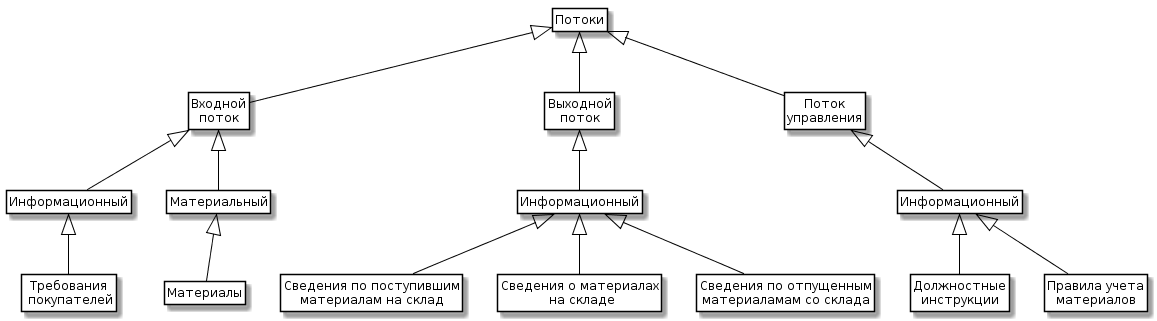 Потоки
Входной
поток
Выходной
поток
Поток
управления
Информационный
Материальный
Информационный
Информационный
Требования
покупателей
Материалы
Сведения по поступившим
материалам на склад
Сведения о материалах
на складе
Сведения по отпущенным
материаламам со склада
Должностные
инструкции
Правила учета
материалов